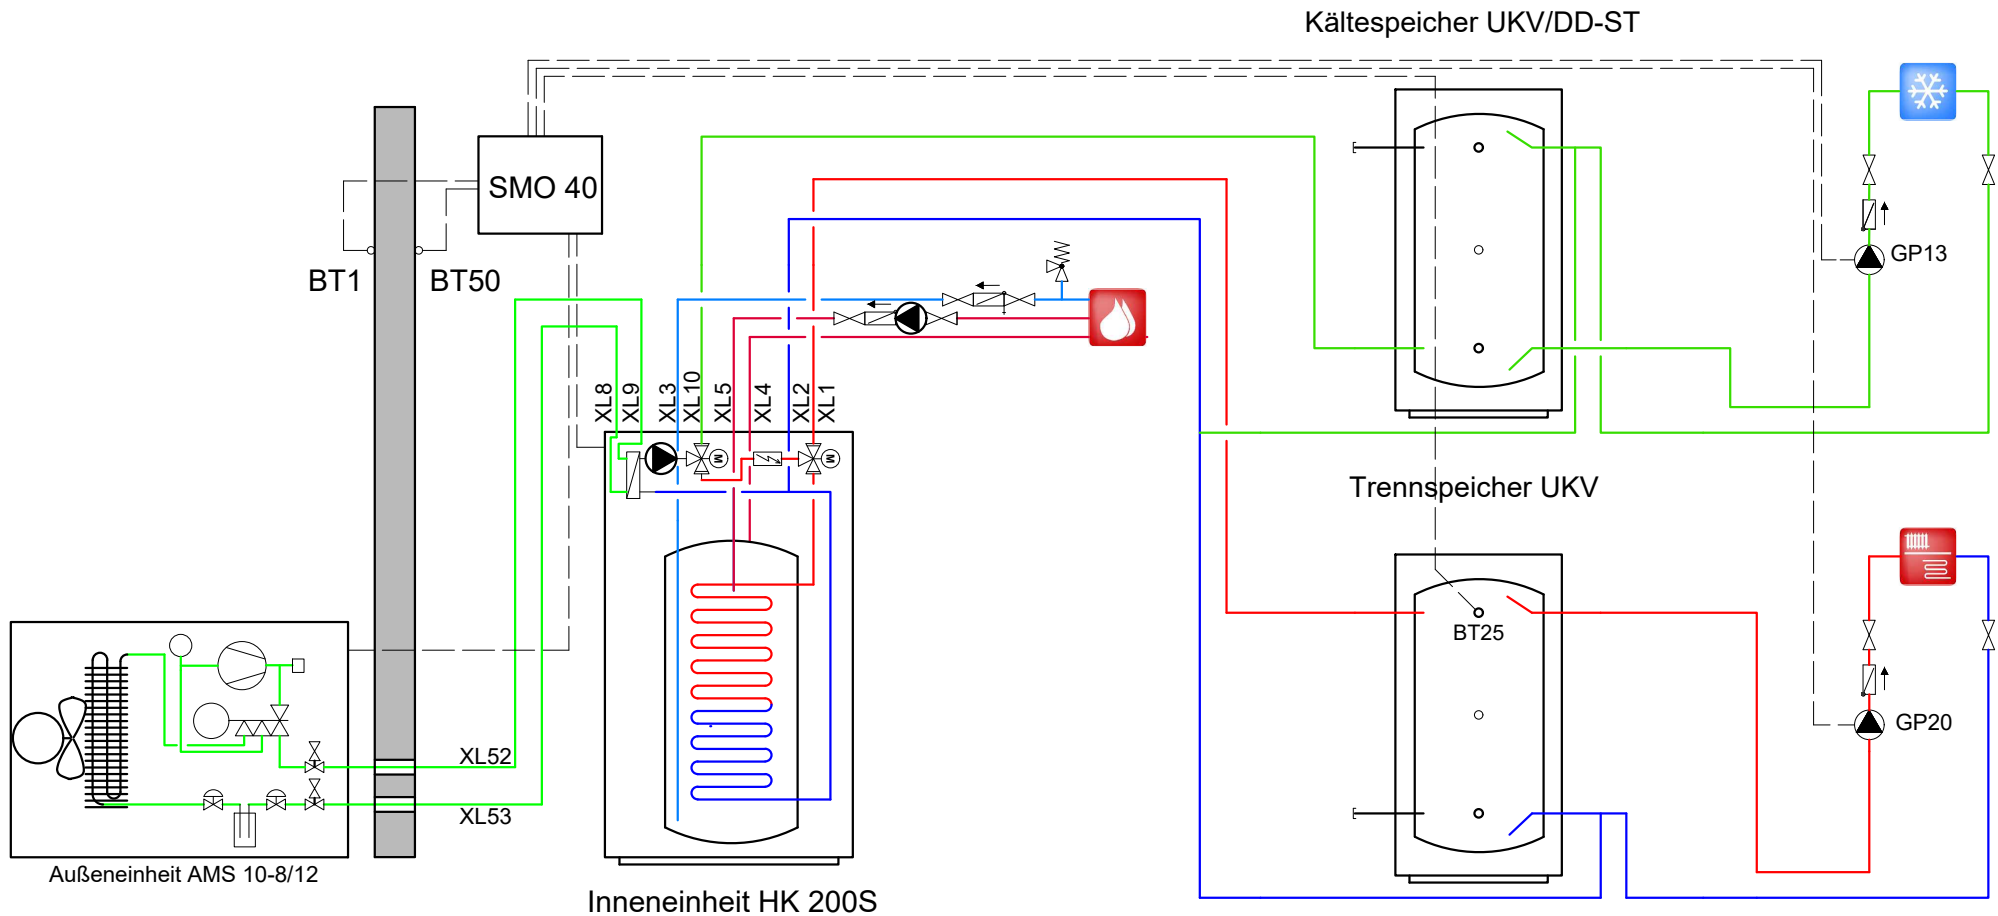 Kältespeicher UKV/DD-ST
SMO 40
BT1
BT50
GP13
XL8
XL9
XL3
XL10
XL5
XL4
XL2
XL1
M
M
Trennspeicher UKV
BT25
GP20
XL52
XL53
Außeneinheit AMS 10-8/12
Inneneinheit HK 200S